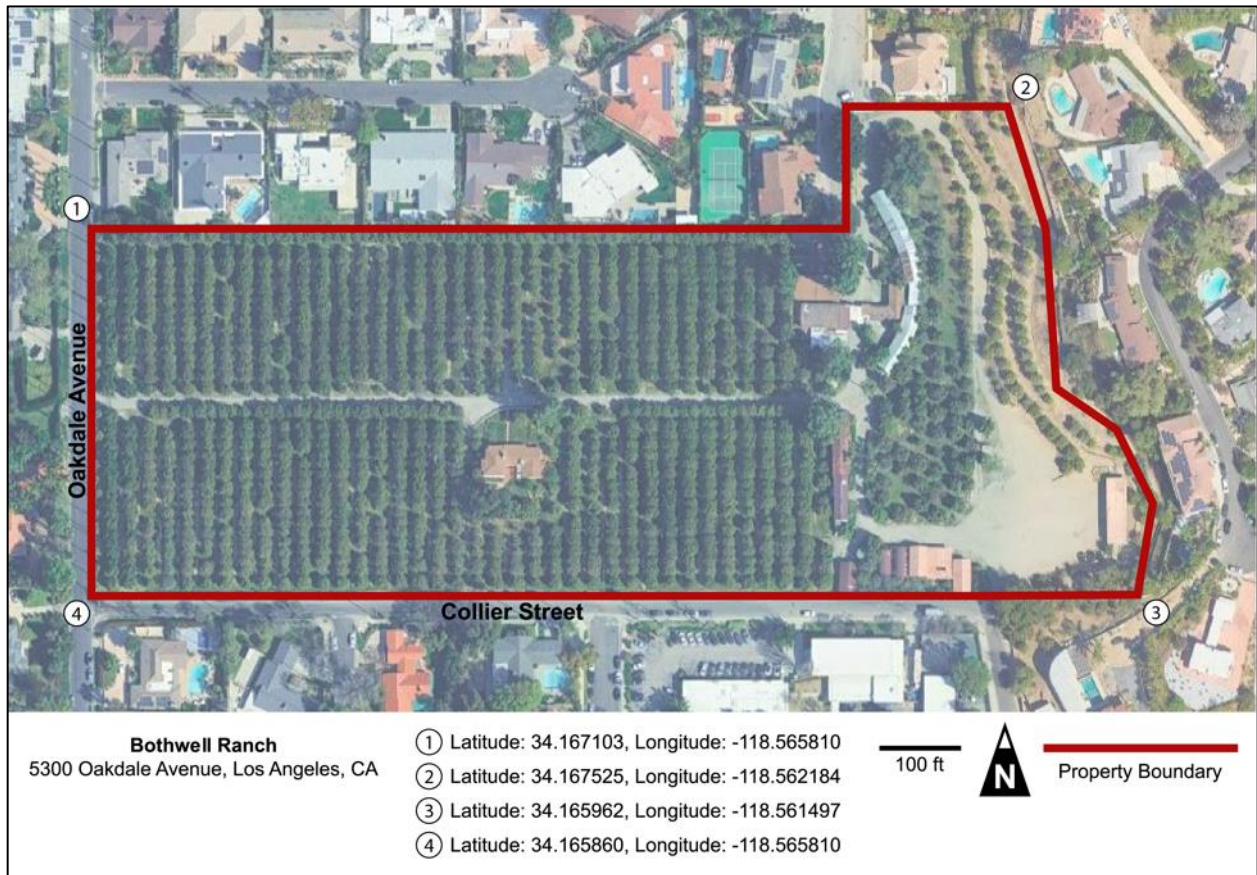 2
1
Oakdale Avenue
4
Collier Street
3
Bothwell Ranch
5300 Oakdale Avenue, Los Angeles, CA
1 Latitude: 34.167103, Longitude: -118.565810
2 Latitude: 34.167525, Longitude: -118.562184
3 Latitude: 34.165962, Longitude: -118.561497
4 Latitude: 34.165860, Longitude: -118.565810
100 ft
N
Property Boundary